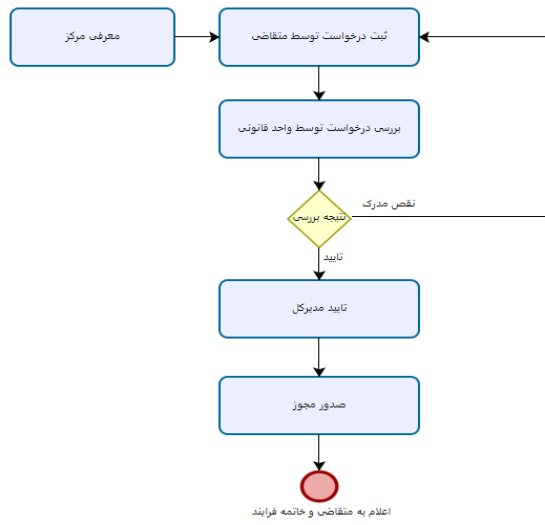 معرفی مرکز
ثبت درخواست توسط متقاضی
بررسی درخواست توسط واحد قانونی
نتیجه بررسی
نقص مدرک
تایید
تایید مدیرکل
صدور مجوز
اعلام به متقاضی و خاتمه فرایند